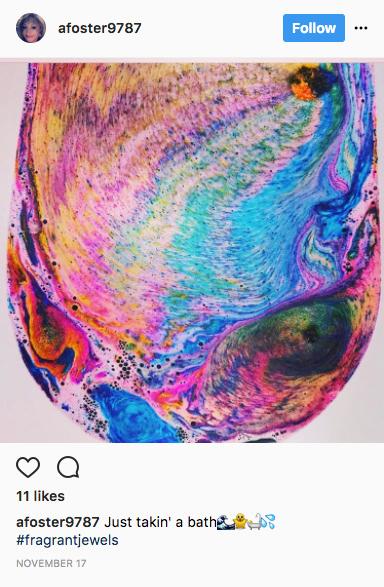 afoster9787
Follow
11 likes
afoster9787 Just takin' a bath🌊🐥🛁💦
#fragrantjewels
NOVEMBER 17